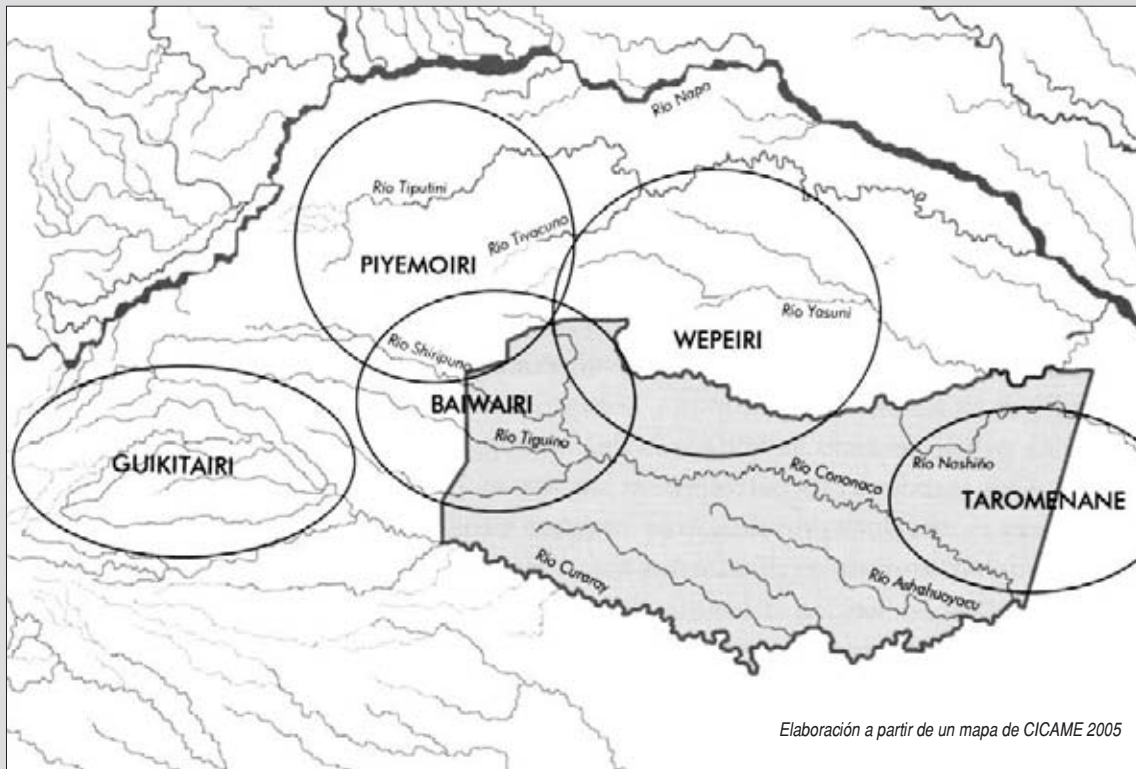 Río Napo
Río Tiputini
Río Tivacuno
PIYEMOIRI
Río Yasuni
WEPEIRI
Río Shiripuno
BAIWAIRI
Río Tiguino
GUIKITAIRI
Río Nashiño
Río Cononaco
TAROMENANE
Río Curaray
Río Ashahuayacu
Elaboración a partir de un mapa de CICAME 2005